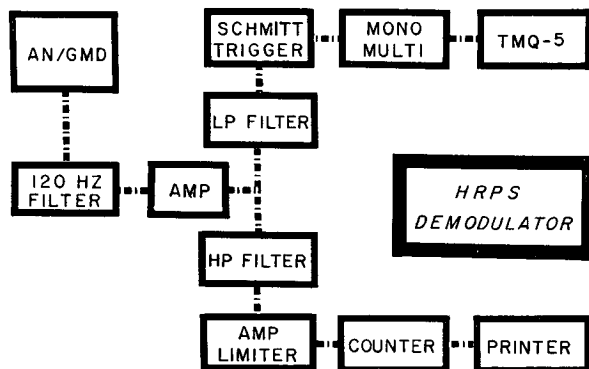 AN/GMD
SCHMITT
TRIGGER
MONO
MULTI
TMQ-5
LP FILTER
120 HZ
FILTER
AMP
HRPS
DEMODULATOR
HP FILTER
AMP
LIMITER
COUNTER
PRINTER